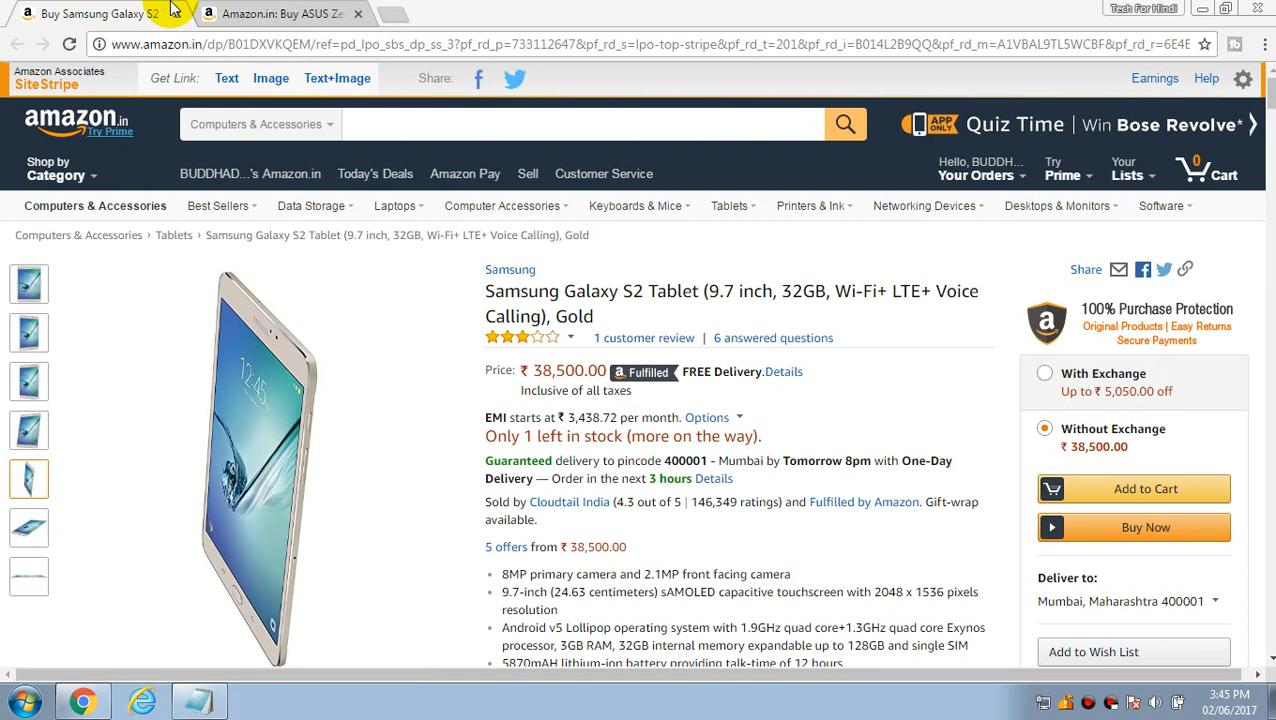 Buy Samsung Galaxy S2
Amazon.in: Buy ASUS Ze
Tech For Hindi
www.amazon.in/dp/B01DXVKQEM/ref=pd_lpo_sbs_dp_ss_3?pf_rd_p=733112647&pf_rd_s=lpo-top-stripe&pf_rd_t=201&pf_rd_i=B014L2B9QQ&pf_rd_m=A1VBAL9TL5WCBF&pf_rd_r=6E4E
Amazon Associates
SiteStripe
Get Link: Text Image Text+Image Share: Earnings Help
amazon.in
Try Prime
Computers & Accessories
APP ONLY Quiz Time | Win Bose Revolve*
Shop by
Category
BUDDHAD...'s Amazon.in Today's Deals Amazon Pay Sell Customer Service
Hello, BUDDH...
Your Orders
Try
Prime
Your
Lists
0
Cart
Computers & Accessories Best Sellers Data Storage Laptops Computer Accessories Keyboards & Mice Tablets Printers & Ink Networking Devices Desktops & Monitors Software
Computers & Accessories › Tablets › Samsung Galaxy S2 Tablet (9.7 inch, 32GB, Wi-Fi+ LTE+ Voice Calling), Gold
12:45
Samsung
Samsung Galaxy S2 Tablet (9.7 inch, 32GB, Wi-Fi+ LTE+ Voice
Calling), Gold
1 customer review | 6 answered questions
Price: ₹ 38,500.00 a Fulfilled FREE Delivery.Details
Inclusive of all taxes
EMI starts at ₹ 3,438.72 per month. Options
Only 1 left in stock (more on the way).
Guaranteed delivery to pincode 400001 - Mumbai by Tomorrow 8pm with One-Day
Delivery — Order in the next 3 hours Details
Sold by Cloudtail India (4.3 out of 5 | 146,349 ratings) and Fulfilled by Amazon. Gift-wrap
available.
5 offers from ₹ 38,500.00
8MP primary camera and 2.1MP front facing camera
9.7-inch (24.63 centimeters) sAMOLED capacitive touchscreen with 2048 x 1536 pixels
resolution
Android v5 Lollipop operating system with 1.9GHz quad core+1.3GHz quad core Exynos
processor, 3GB RAM, 32GB internal memory expandable up to 128GB and single SIM
5870mAH lithium-ion battery providing talk-time of 12 hours
Share
100% Purchase Protection
Original Products | Easy Returns
Secure Payments
With Exchange
Up to ₹ 5,050.00 off
Without Exchange
₹ 38,500.00
Add to Cart
Buy Now
Deliver to:
Mumbai, Maharashtra 400001
Add to Wish List
3:45 PM
02/06/2017